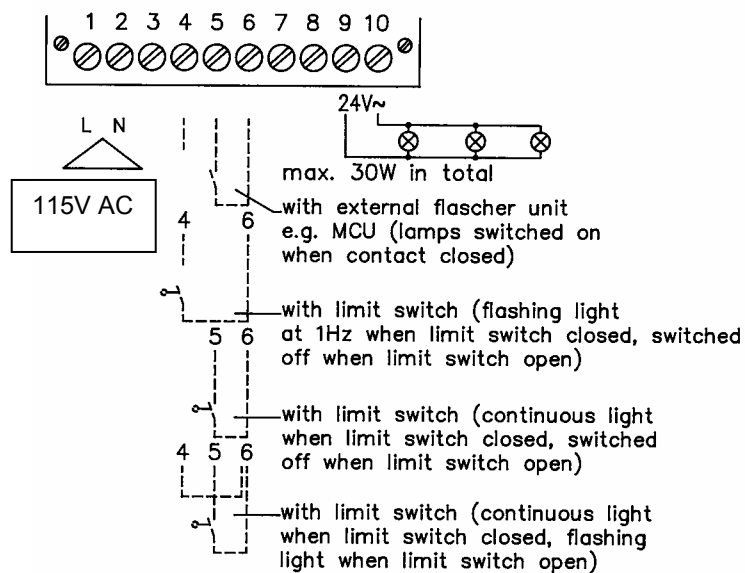 1 2 3 4 5 6 7 8 9 10
24V~
L N
max. 30W in total
115V AC
with external flascher unit
4 6
e.g. MCU (lamps switched on
when contact closed)
with limit switch (flashing light
at 1Hz when limit switch closed, switched
5 6
off when limit switch open)
with limit switch (continuous light
when limit switch closed, switched
4 5 6
off when limit switch open)
with limit switch (continuous light
when limit switch closed, flashing
light when limit switch open)